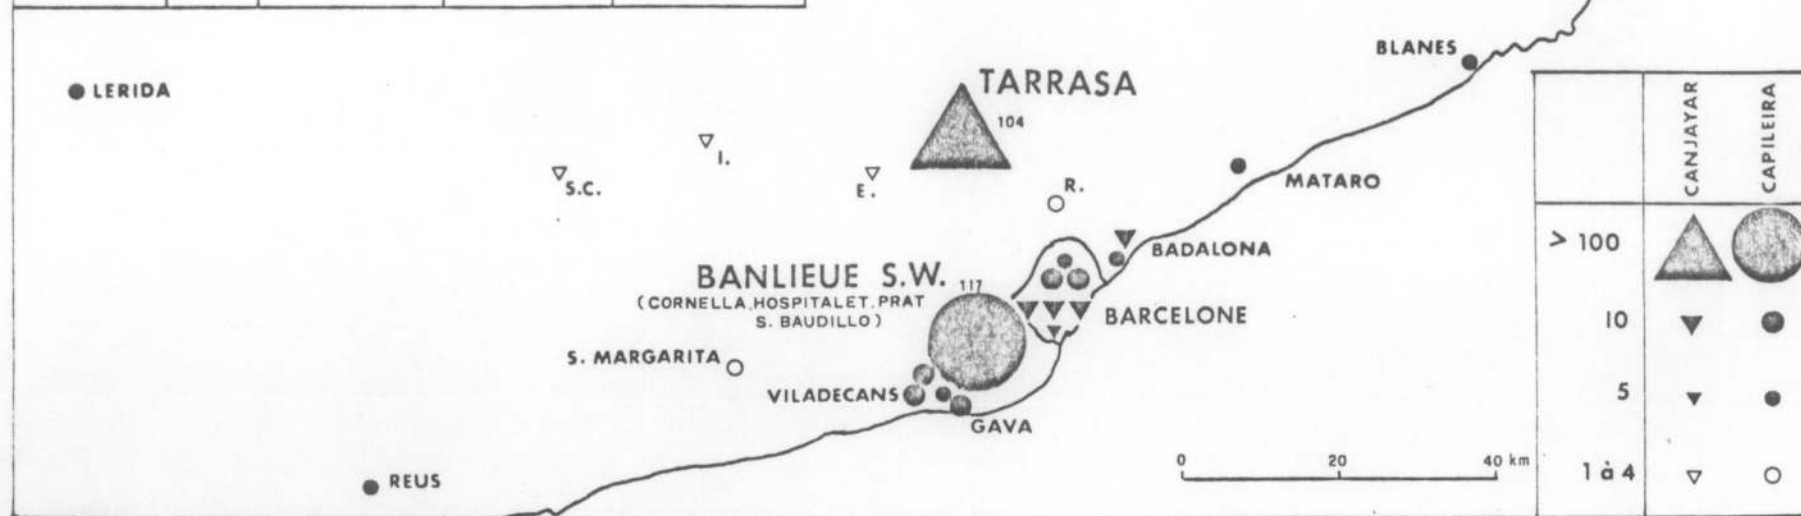 BLANES
TARRASA
LERIDA
104
I.
S.C.
E.
R.
MATARO
BADALONA
BANLIEUE S.W.
117
(CORNELLA, HOSPITALET. PRAT
S. BAUDILLO)
BARCELONE
S. MARGARITA
VILADECANS
GAVA
REUS
0 20 40 km
CANJAYAR
CAPILEIRA
> 100
10
5
1 à 4